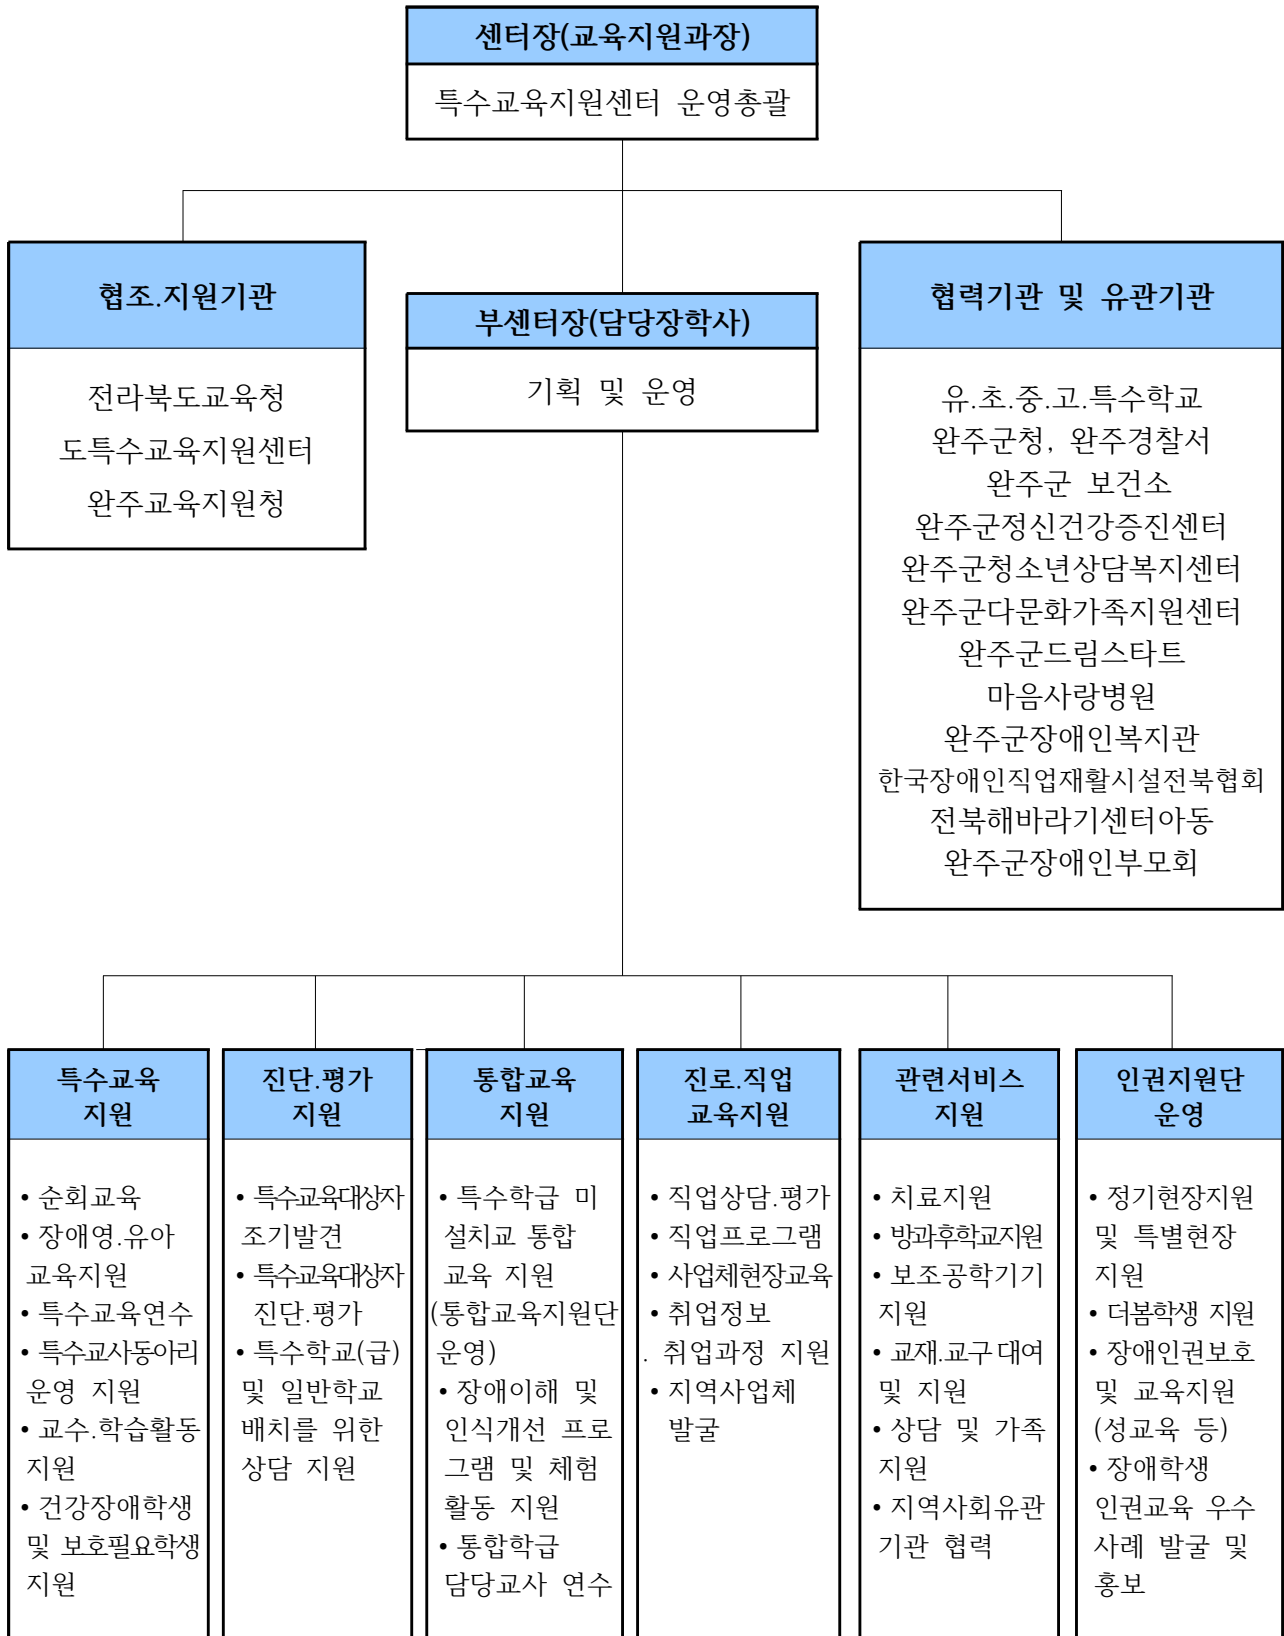 센터장(교육지원과장)
특수교육지원센터 운영총괄
협조.지원기관
전라북도교육청
도특수교육지원센터
완주교육지원청
부센터장(담당장학사)
기획 및 운영
협력기관 및 유관기관
유.초.중.고.특수학교
완주군청, 완주경찰서
완주군 보건소
완주군정신건강증진센터
완주군청소년상담복지센터
완주군다문화가족지원센터
완주군드림스타트
마음사랑병원
완주군장애인복지관
한국장애인직업재활시설전북협회
전북해바라기센터아동
완주군장애인부모회
특수교육
지원
• 순회교육
• 장애영.유아
교육지원
• 특수교육연수
• 특수교사동아리
운영 지원
• 교수.학습활동
지원
• 건강장애학생
및 보호필요학생
지원
진단.평가
지원
• 특수교육대상자
조기발견
• 특수교육대상자
진단.평가
• 특수학교(급)
및 일반학교
배치를 위한
상담 지원
통합교육
지원
• 특수학급 미
설치교 통합
교육 지원
(통합교육지원단
운영)
• 장애이해 및
인식개선 프로
그램 및 체험
활동 지원
• 통합학급
담당교사 연수
진로.직업
교육지원
• 직업상담.평가
• 직업프로그램
• 사업체현장교육
• 취업정보
. 취업과정 지원
• 지역사업체
발굴
관련서비스
지원
• 치료지원
• 방과후학교지원
• 보조공학기기
지원
• 교재.교구 대여
및 지원
• 상담 및 가족
지원
• 지역사회유관
기관 협력
인권지원단
운영
• 정기현장지원
및 특별현장
지원
• 더봄학생 지원
• 장애인권보호
및 교육지원
(성교육 등)
• 장애학생
인권교육 우수
사례 발굴 및
홍보